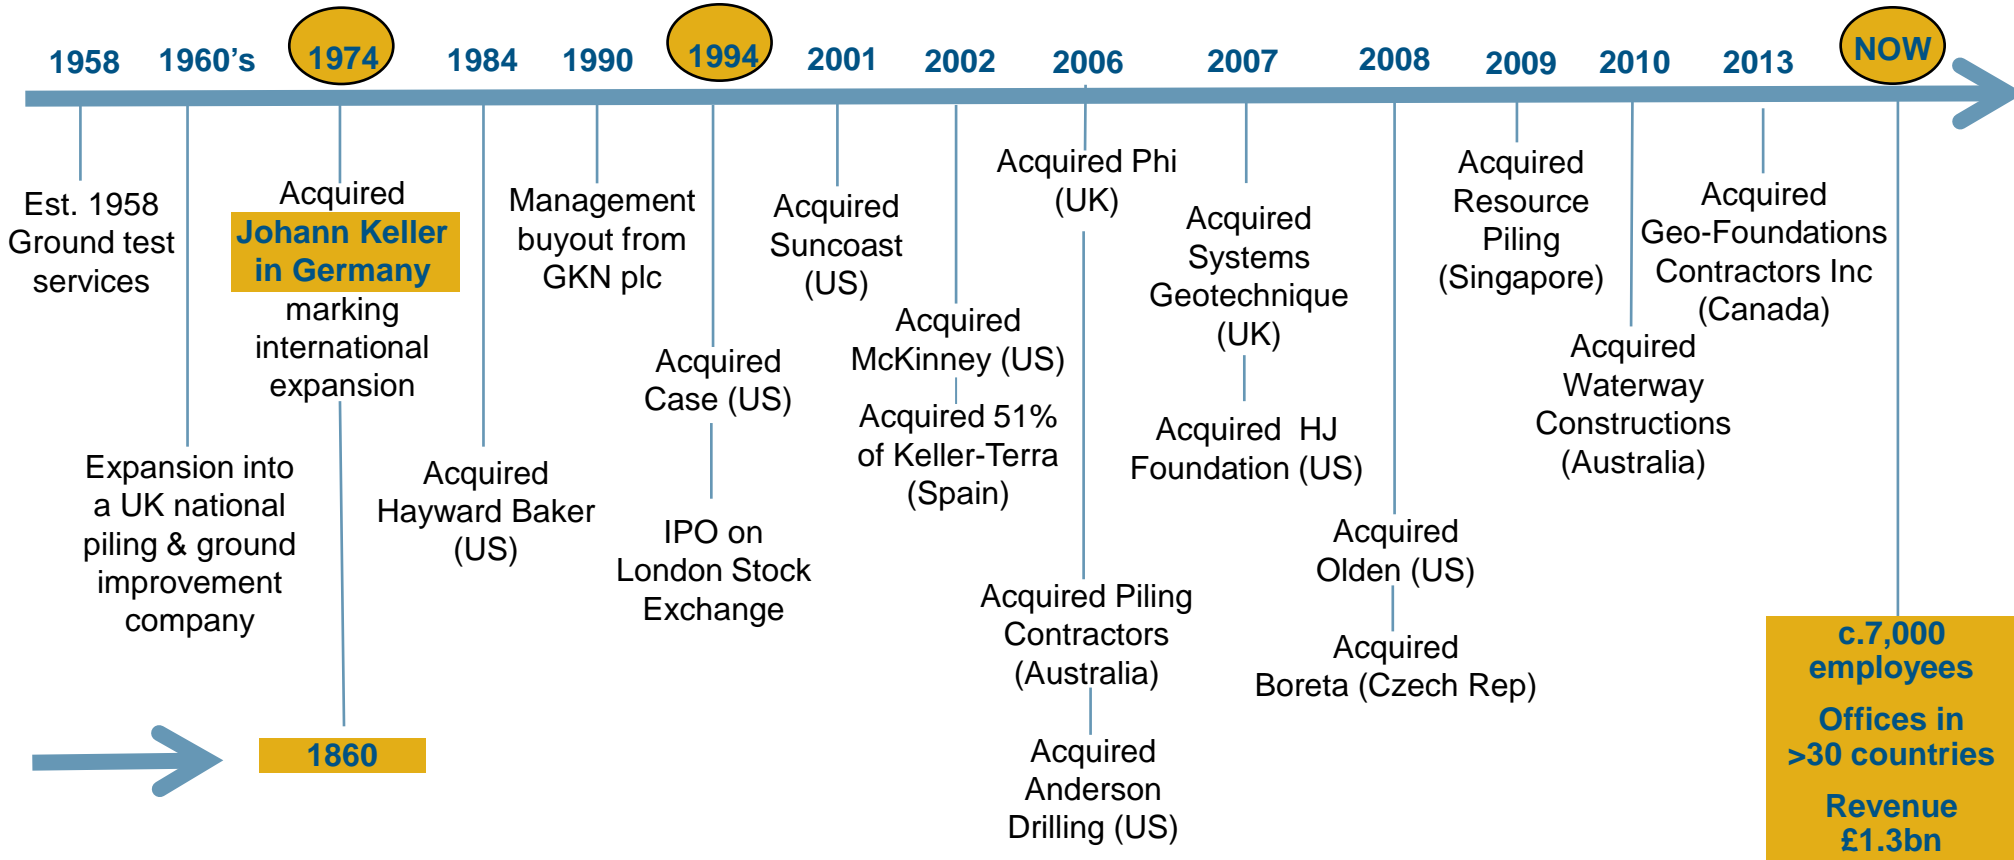 1958
1960's
1974
1984
1990
1994
2001
2002
2006
2007
2008
2009
2010
2013
NOW
Est. 1958
Ground test
services
Expansion into
a UK national
piling & ground
improvement
company
Acquired
Johann Keller
in Germany
marking
international
expansion
1860
Acquired
Hayward Baker
(US)
Management
buyout from
GKN plc
Acquired
Case (US)
IPO on
London Stock
Exchange
Acquired
Suncoast
(US)
Acquired
McKinney (US)
Acquired 51%
of Keller-Terra
(Spain)
Acquired Phi
(UK)
Acquired Piling
Contractors
(Australia)
Acquired
Anderson
Drilling (US)
Acquired
Systems
Geotechnique
(UK)
Acquired HJ
Foundation (US)
Acquired
Olden (US)
Acquired
Boreta (Czech Rep)
Acquired
Resource
Piling
(Singapore)
Acquired
Waterway
Constructions
(Australia)
Acquired
Geo-Foundations
Contractors Inc
(Canada)
c.7,000
employees
Offices in
>30 countries
Revenue
£1.3bn